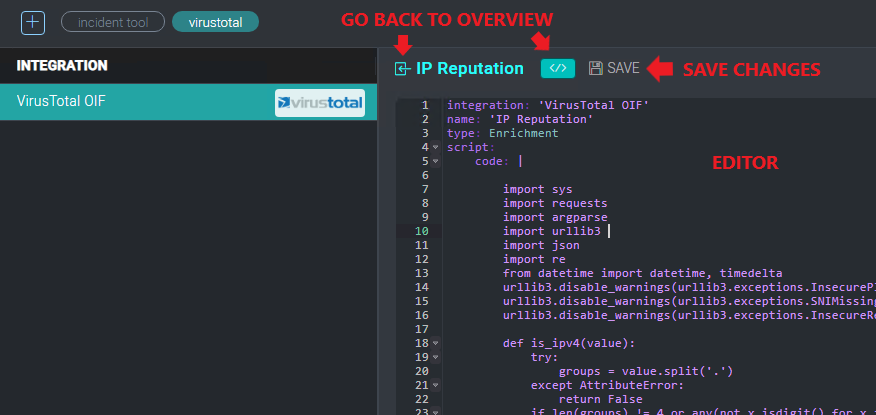 GO BACK TO OVERVIEW
incident tool
virustotal
INTEGRATION
VirusTotal OIF
virustotal
IP Reputation
</>
SAVE
SAVE CHANGES
EDITOR
1 integration: 'VirusTotal OIF'
2 name: 'IP Reputation'
3 type: Enrichment
4 script:
5 code: |
6
7 import sys
8 import requests
9 import argparse
10 import urllib3
11 import json
12 import re
13 from datetime import datetime, timedelta
14 urllib3.disable_warnings(urllib3.exceptions.InsecureP
15 urllib3.disable_warnings(urllib3.exceptions.SNIMissing
16 urllib3.disable_warnings(urllib3.exceptions.InsecureRe
17
18 def is_ipv4(value):
19 try:
20 groups = value.split('.')
21 except AttributeError:
22 return False
23 if len(groups) != 4 or any(not x.isdigit() for x